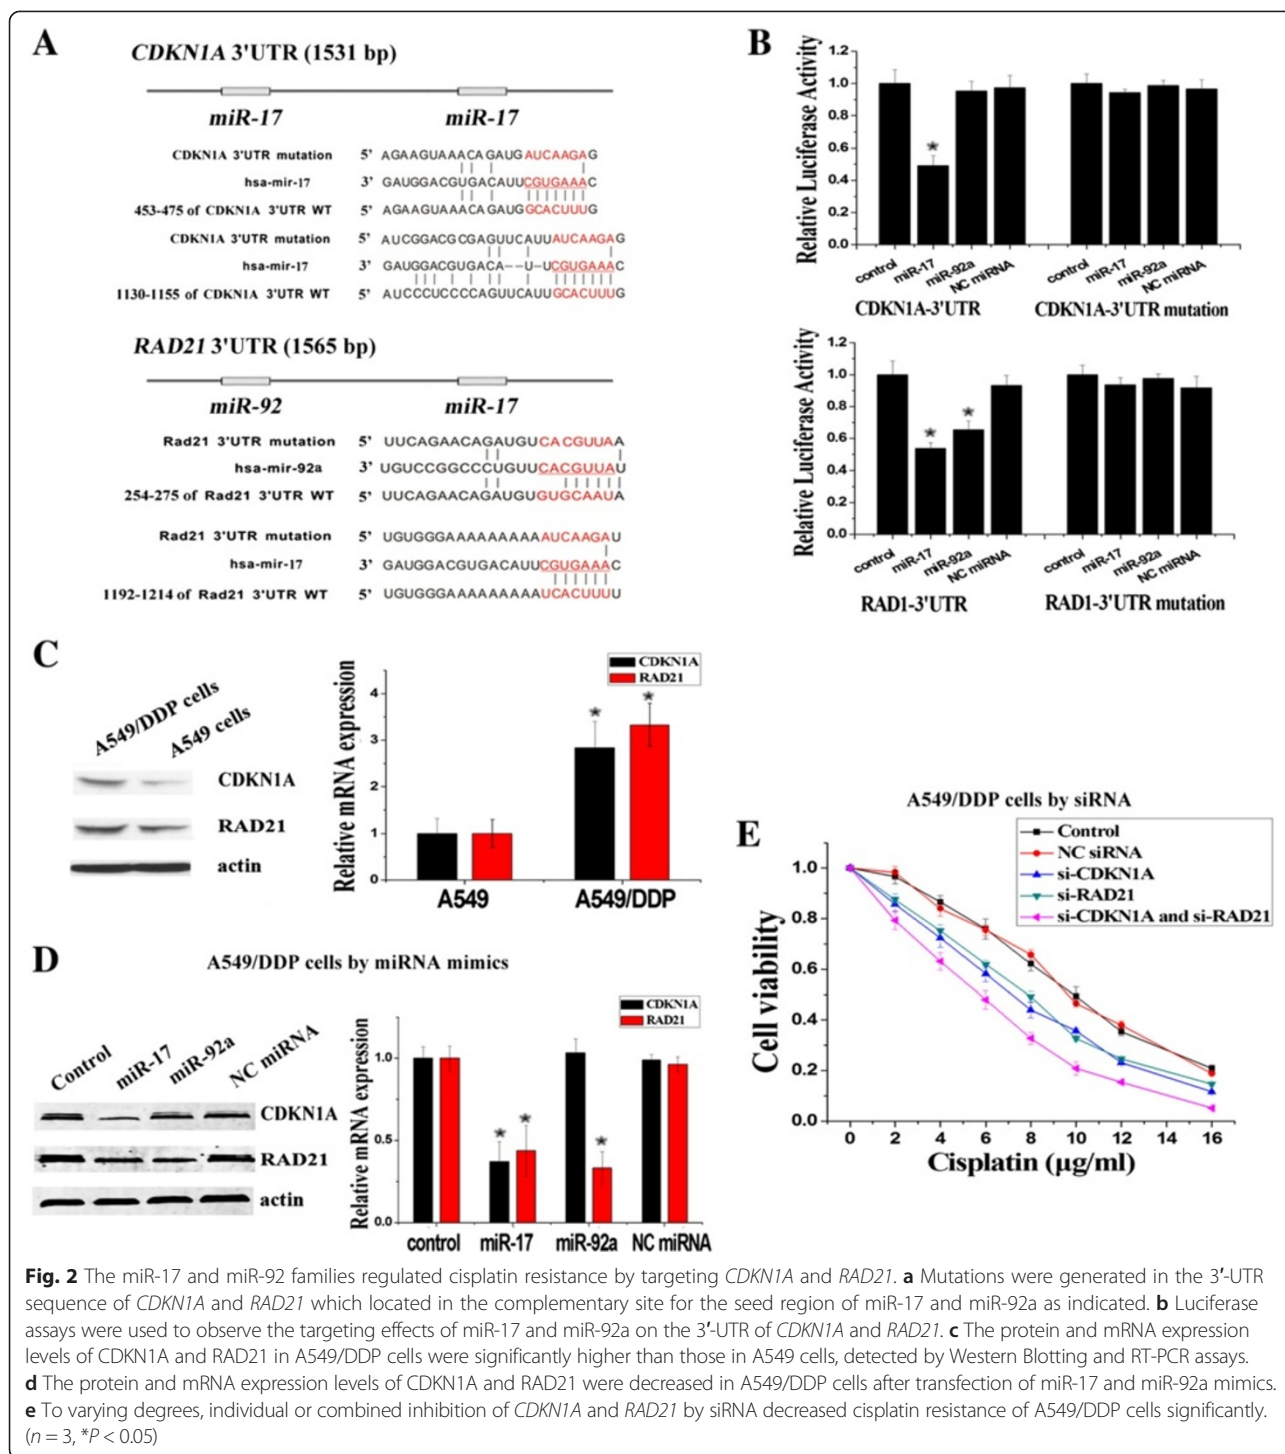 A
CDKN1A 3'UTR (1531 bp)
miR-17 miR-17
CDKN1A 3'UTR mutation 5' AGAAGUAAACAGAUGAUCAAGAG
hsa-mir-17 3' GAUGGACGUGACAUUCGUGAAAC
453-475 of CDKN1A 3'UTR WT 5' AGAAGUAAACAGAUGGCACUUUG
CDKN1A 3'UTR mutation 5' AUCGGACGCGAGUUCAUUAUCAAGAG
hsa-mir-17 3' GAUGGACGUGACA--U-UCGUGAAAC
1130-1155 of CDKN1A 3'UTR WT 5' AUCCCUCCCCAGUUCAUUGCACUUUG
RAD21 3'UTR (1565 bp)
miR-92 miR-17
Rad21 3'UTR mutation 5' UUCAGAACAGAUGUCACGUUAA
hsa-mir-92a 3' UGUCCGGCCCUGUUCACGUUAU
254-275 of Rad21 3'UTR WT 5' UUCAGAACAGAUGUGUGCAAUA
Rad21 3'UTR mutation 5' UGUGGGAAAAAAAAAAUCAAGAU
hsa-mir-17 3' GAUGGACGUGACAUUCGUGAAAC
1192-1214 of Rad21 3'UTR WT 5' UGUGGGAAAAAAAAAUCACUUUU
B
Relative Luciferase Activity
1.2
1.0
0.8
0.6
0.4
0.2
0.0
*
control miR-17 miR-92a NC miRNA control miR-17 miR-92a NC miRNA
CDKN1A-3'UTR CDKN1A-3'UTR mutation
Relative Luciferase Activity
1.2
1.0
0.8
0.6
0.4
0.2
0.0
* *
control miR-17 miR-92a NC miRNA control miR-17 miR-92a NC miRNA
RAD1-3'UTR RAD1-3'UTR mutation
C
A549/DDP cells A549 cells
CDKN1A
RAD21
actin
Relative mRNA expression
4
3
2
1
0
CDKN1A
RAD21
* *
A549 A549/DDP
D
A549/DDP cells by miRNA mimics
Control miR-17 miR-92a NC miRNA
CDKN1A
RAD21
actin
Relative mRNA expression
1.0
0.5
0.0
CDKN1A
RAD21
* * *
control miR-17 miR-92a NC miRNA
E
A549/DDP cells by siRNA
Control
NC siRNA
si-CDKN1A
si-RAD21
si-CDKN1A and si-RAD21
Cell viability
1.0
0.8
0.6
0.4
0.2
0.0
0 2 4 6 8 10 12 14 16
Cisplatin (μg/ml)
Fig. 2 The miR-17 and miR-92 families regulated cisplatin resistance by targeting CDKN1A and RAD21. a Mutations were generated in the 3′-UTR
sequence of CDKN1A and RAD21 which located in the complementary site for the seed region of miR-17 and miR-92a as indicated. b Luciferase
assays were used to observe the targeting effects of miR-17 and miR-92a on the 3′-UTR of CDKN1A and RAD21. c The protein and mRNA expression
levels of CDKN1A and RAD21 in A549/DDP cells were significantly higher than those in A549 cells, detected by Western Blotting and RT-PCR assays.
d The protein and mRNA expression levels of CDKN1A and RAD21 were decreased in A549/DDP cells after transfection of miR-17 and miR-92a mimics.
e To varying degrees, individual or combined inhibition of CDKN1A and RAD21 by siRNA decreased cisplatin resistance of A549/DDP cells significantly.
(n = 3, *P < 0.05)